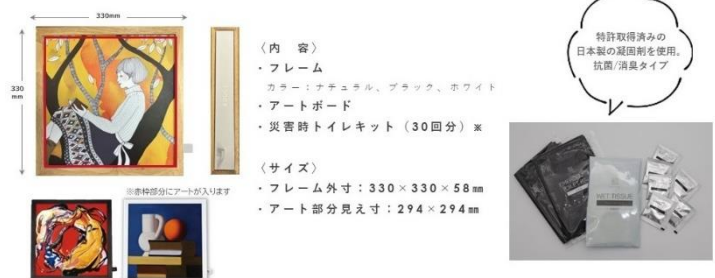 330mm
330
mm
※赤枠部分にアートが入ります
〈内　容〉
・フレーム
カラー：ナチュラル、ブラック、ホワイト
・アートボード
・災害時トイレキット（30回分）※
〈サイズ〉
・フレーム外寸：330×330×58㎜
・アート部分見え寸：294×294㎜
特許取得済みの
日本製の凝固剤を使用。
抗菌/消臭タイプ
WET TISSUE